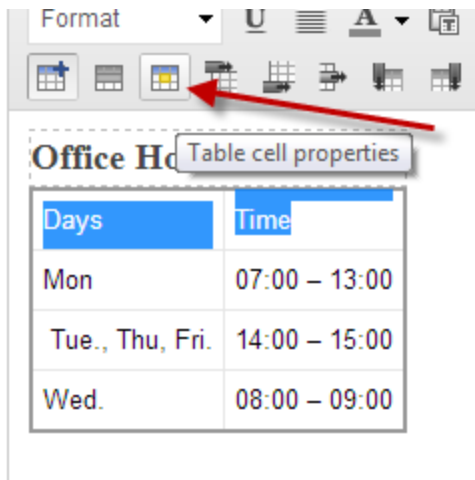 Format U A T
Office Ho
Table cell properties
Days Time
Mon 07:00 – 13:00
Tue., Thu, Fri. 14:00 – 15:00
Wed. 08:00 – 09:00